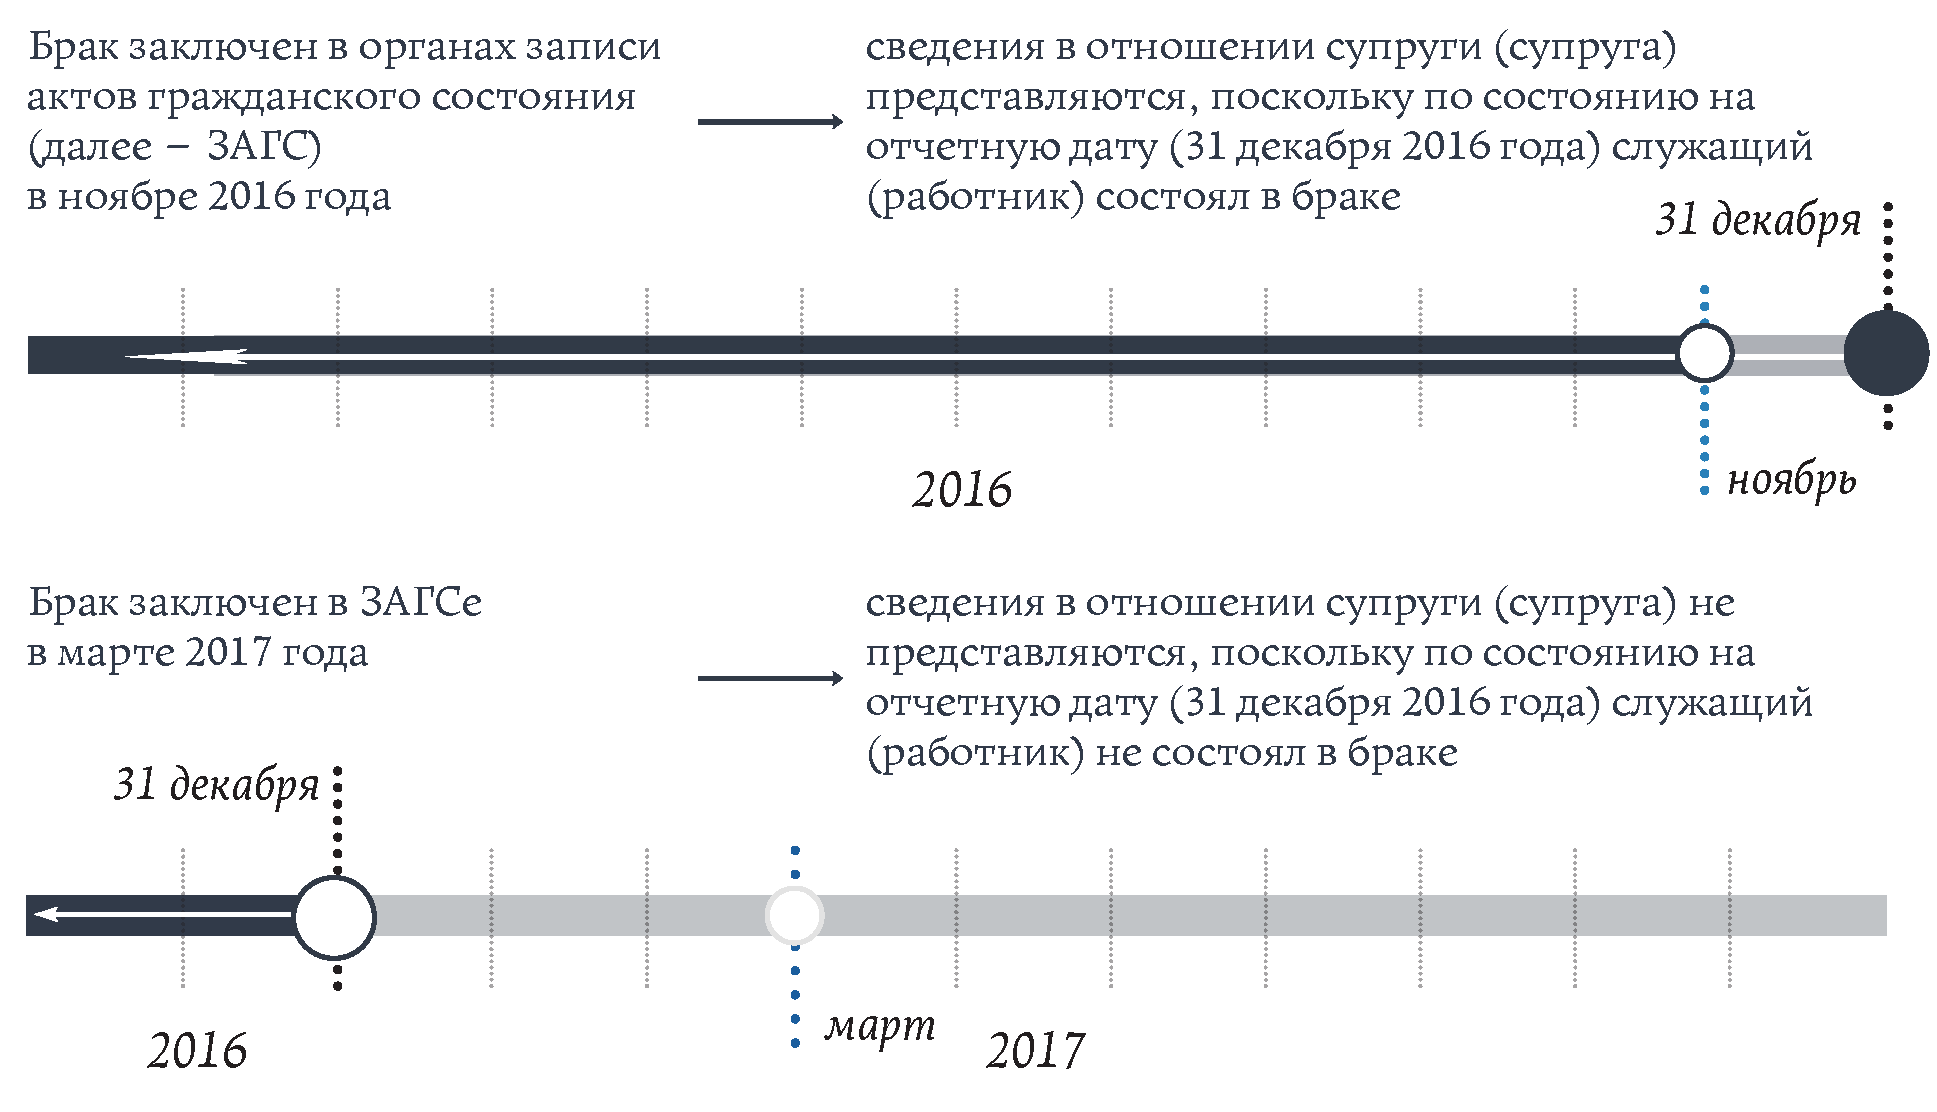 Брак заключен в органах записи
актов гражданского состояния
(далее – ЗАГС)
в ноябре 2016 года
сведения в отношении супруги (супруга)
представляются, поскольку по состоянию на
отчетную дату (31 декабря 2016 года) служащий
(работник) состоял в браке
31 декабря
2016
ноябрь
Брак заключен в ЗАГСе
в марте 2017 года
сведения в отношении супруги (супруга) не
представляются, поскольку по состоянию на
отчетную дату (31 декабря 2016 года) служащий
(работник) не состоял в браке
31 декабря
2016
март
2017